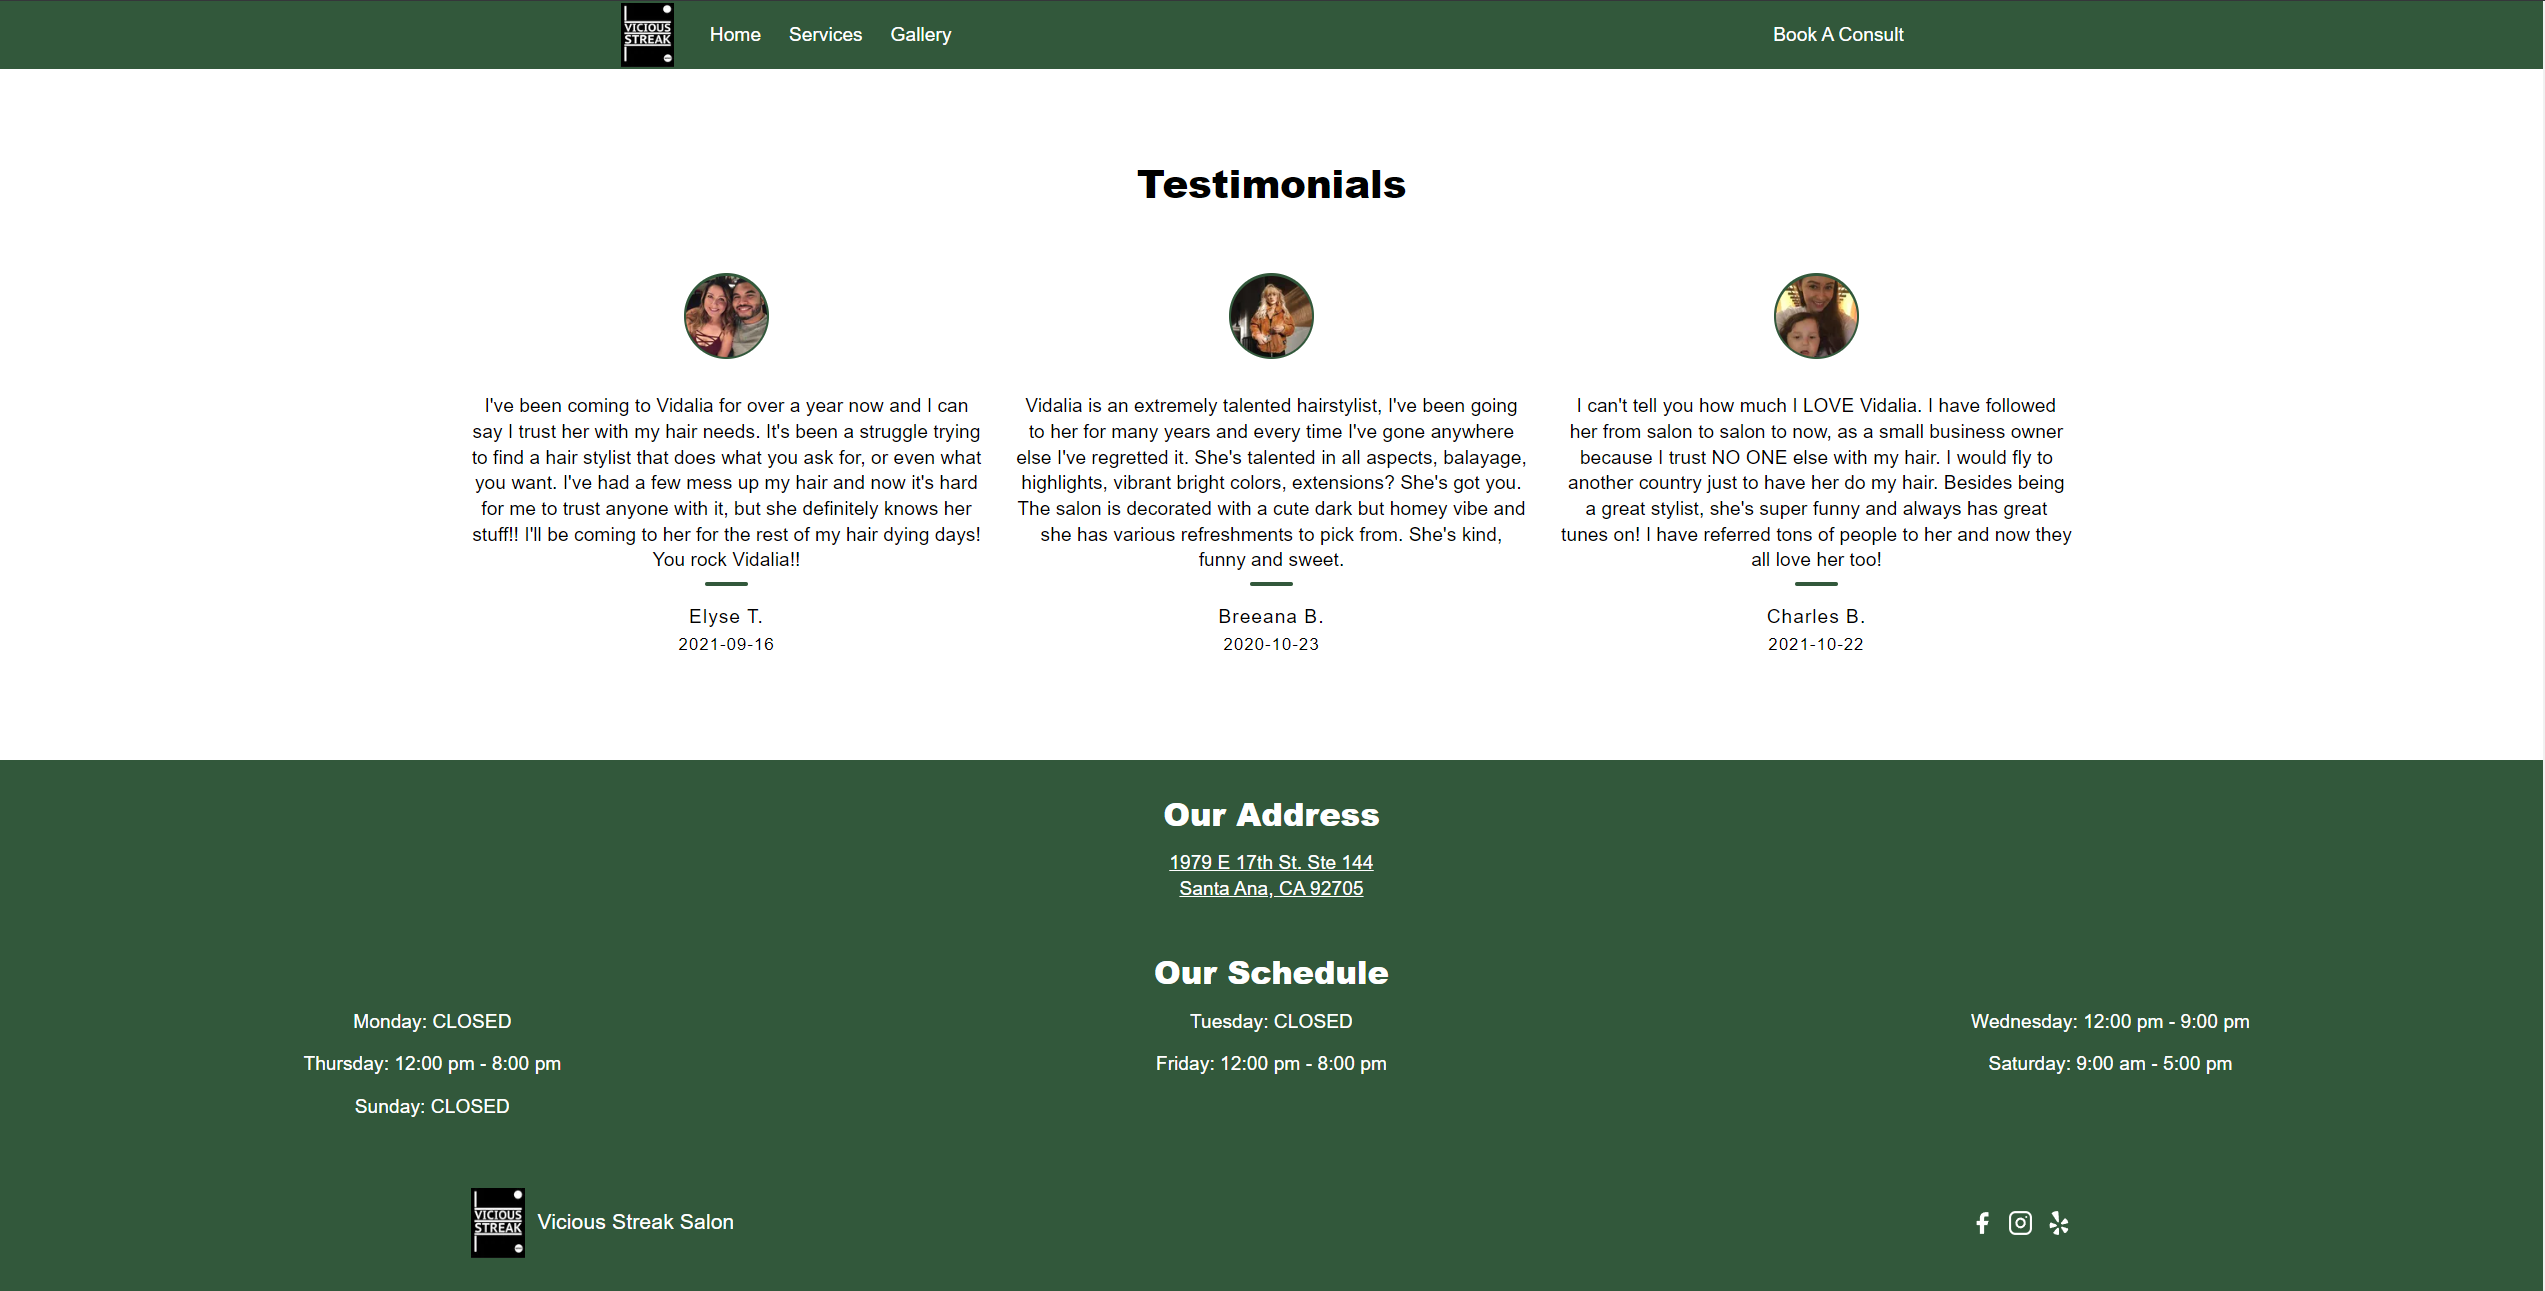 VICIOUS
STREAK
Home Services Gallery Book A Consult
Testimonials
I've been coming to Vidalia for over a year now and I can
say I trust her with my hair needs. It's been a struggle trying
to find a hair stylist that does what you ask for, or even what
you want. I've had a few mess up my hair and now it's hard
for me to trust anyone with it, but she definitely knows her
stuff!! I'll be coming to her for the rest of my hair dying days!
You rock Vidalia!!
Elyse T.
2021-09-16
Vidalia is an extremely talented hairstylist, I've been going
to her for many years and every time I've gone anywhere
else I've regretted it. She's talented in all aspects, balayage,
highlights, vibrant bright colors, extensions? She's got you.
The salon is decorated with a cute dark but homey vibe and
she has various refreshments to pick from. She's kind,
funny and sweet.
Breeana B.
2020-10-23
I can't tell you how much I LOVE Vidalia. I have followed
her from salon to salon to now, as a small business owner
because I trust NO ONE else with my hair. I would fly to
another country just to have her do my hair. Besides being
a great stylist, she's super funny and always has great
tunes on! I have referred tons of people to her and now they
all love her too!
Charles B.
2021-10-22
Our Address
1979 E 17th St. Ste 144
Santa Ana, CA 92705
Our Schedule
Monday: CLOSED
Tuesday: CLOSED
Wednesday: 12:00 pm - 9:00 pm
Thursday: 12:00 pm - 8:00 pm
Friday: 12:00 pm - 8:00 pm
Saturday: 9:00 am - 5:00 pm
Sunday: CLOSED
VICIOUS
STREAK
Vicious Streak Salon